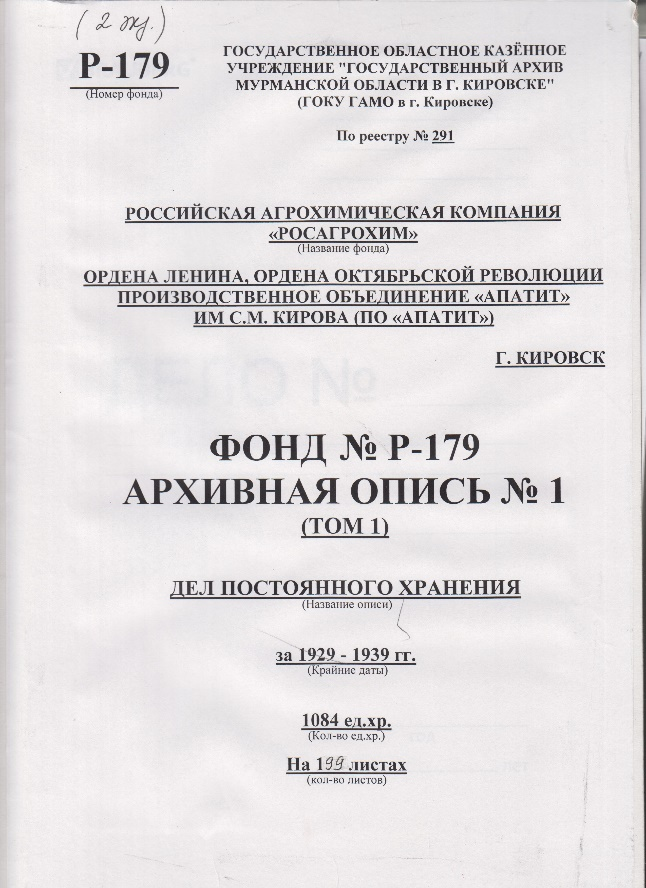 (2 экз.)
Р-179
(Номер фонда)
ГОСУДАРСТВЕННОЕ ОБЛАСТНОЕ КАЗЁННОЕ
УЧРЕЖДЕНИЕ "ГОСУДАРСТВЕННЫЙ АРХИВ
МУРМАНСКОЙ ОБЛАСТИ В Г. КИРОВСКЕ"
(ГОКУ ГАМО в г. Кировске)
По реестру № 291
РОССИЙСКАЯ АГРОХИМИЧЕСКАЯ КОМПАНИЯ
«РОСАГРОХИМ»
(Название фонда)
ОРДЕНА ЛЕНИНА, ОРДЕНА ОКТЯБРЬСКОЙ РЕВОЛЮЦИИ
ПРОИЗВОДСТВЕННОЕ ОБЪЕДИНЕНИЕ «АПАТИТ»
ИМ С.М. КИРОВА (ПО «АПАТИТ»)
Г. КИРОВСК
ДЕЛО №
ФОНД № Р-179
АРХИВНАЯ ОПИСЬ № 1
(ТОМ 1)
ДЕЛ ПОСТОЯННОГО ХРАНЕНИЯ
(Название описи)
за 1929 - 1939 гг.
(Крайние даты)
1084 ед.хр.
(Кол-во ед.хр.)
На 199 листах
(кол-во листов)